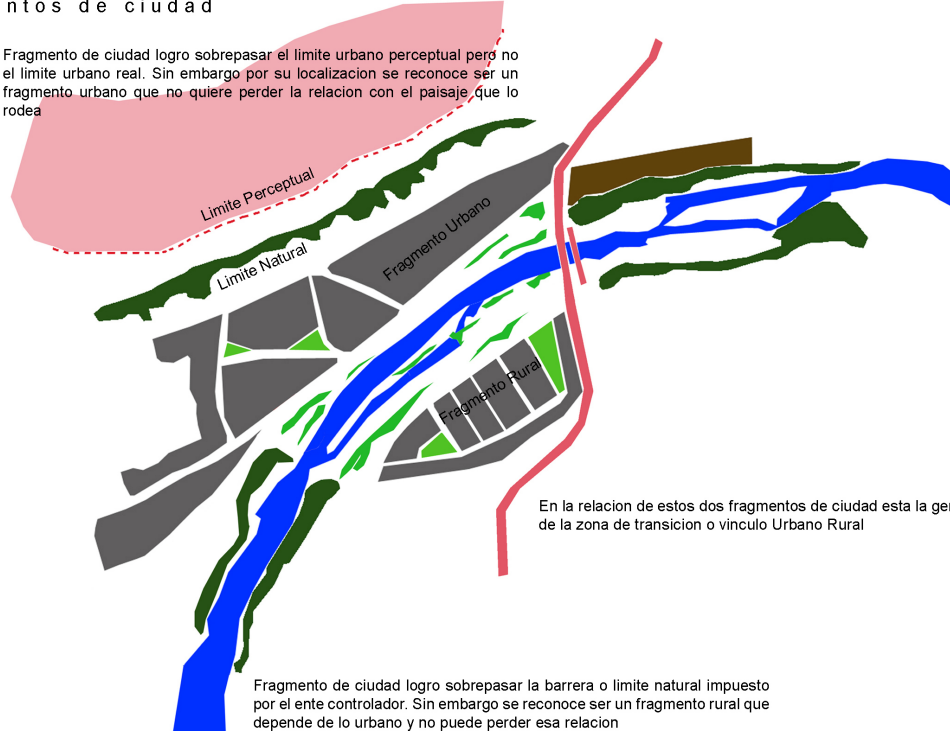 ntos de ciudad
Fragmento de ciudad logro sobrepasar el limite urbano perceptual pero no
el limite urbano real. Sin embargo por su localizacion se reconoce ser un
fragmento urbano que no quiere perder la relacion con el paisaje que lo
rodea
Limite Perceptual
Limite Natural
Fragmento Urbano
Fragmento Rural
En la relacion de estos dos fragmentos de ciudad esta la
de la zona de transicion o vinculo Urbano Rural
Fragmento de ciudad logro sobrepasar la barrera o limite natural impuesto
por el ente controlador. Sin embargo se reconoce ser un fragmento rural que
depende de lo urbano y no puede perder esa relacion